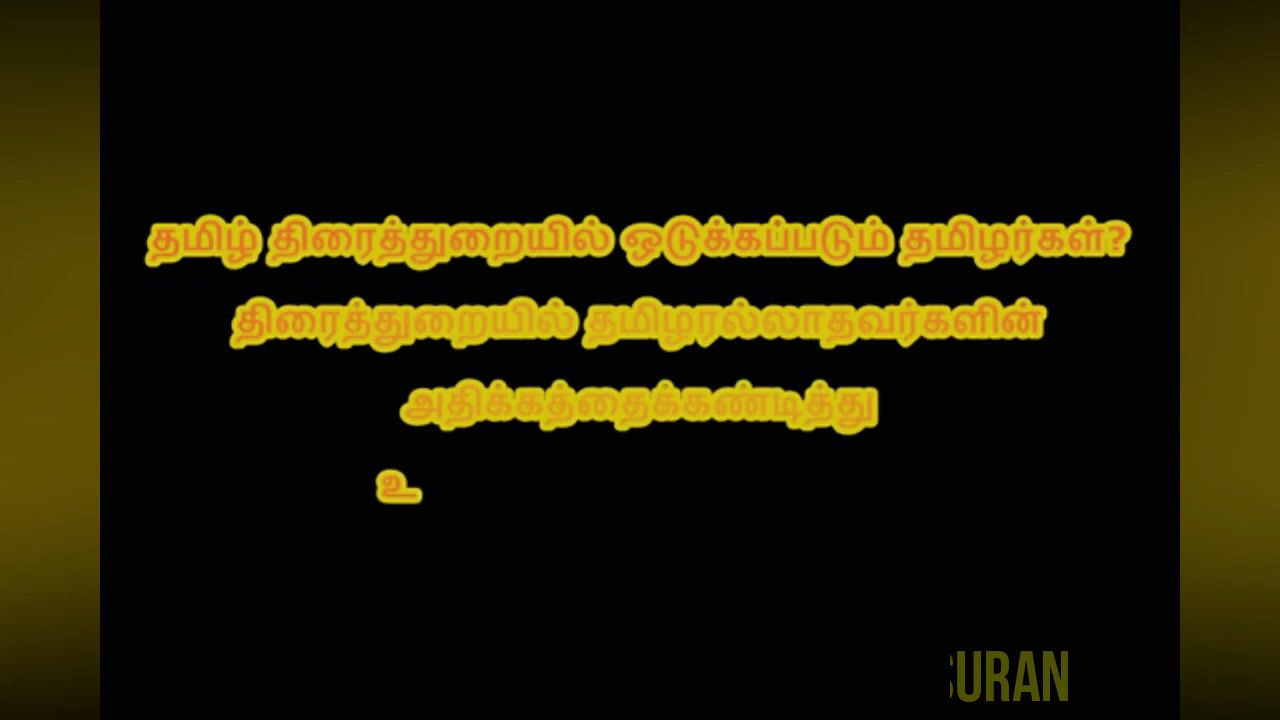 தமிழ் திரைத்துறையில் ஒடுக்கப்படும் தமிழர்கள்?
திரைத்துறையில் தமிழரல்லாதவர்களின்
அதிக்கத்தைக்கண்டித்து
உ
SURAN